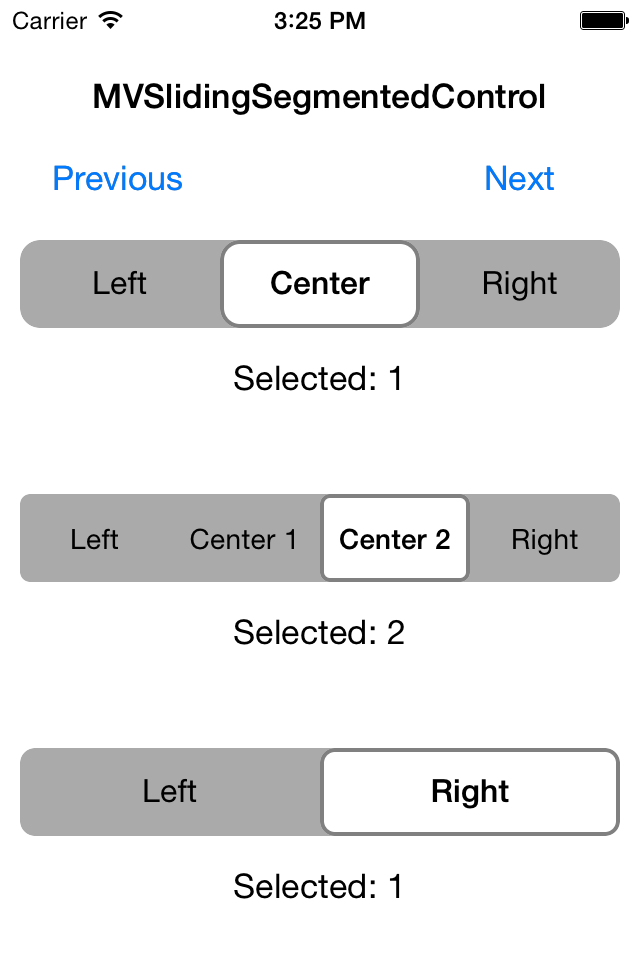 Carrier 3:25 PM
MVSlidingSegmentedControl
Previous Next
Left Center Right
Selected: 1
Left Center 1 Center 2 Right
Selected: 2
Left Right
Selected: 1